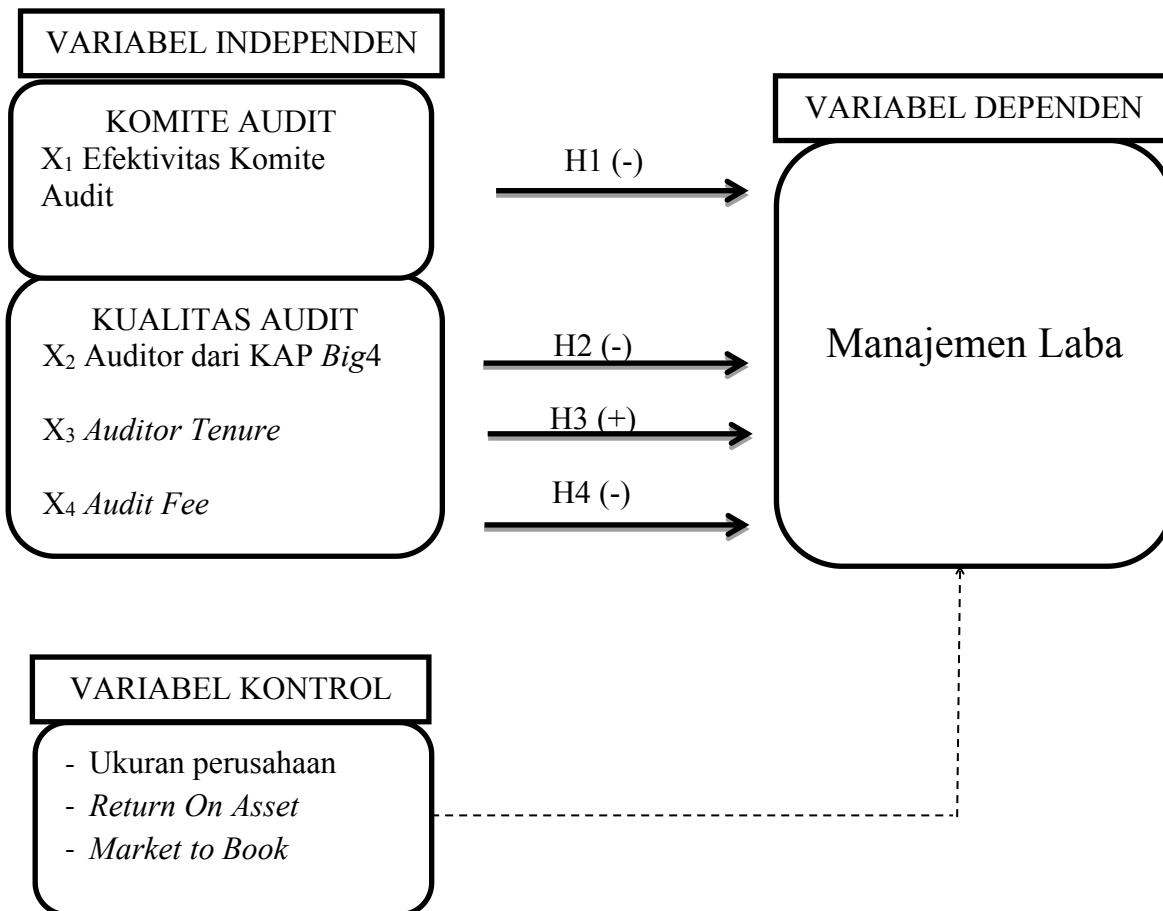 VARIABEL INDEPENDEN
KOMITE AUDIT
X₁ Efektivitas Komite
Audit
KUALITAS AUDIT
X₂ Auditor dari KAP Big4
X₃ Auditor Tenure
X₄ Audit Fee
H1 (-)
H2 (-)
H3 (+)
H4 (-)
VARIABEL DEPENDEN
Manajemen Laba
VARIABEL KONTROL
- Ukuran perusahaan
- Return On Asset
- Market to Book